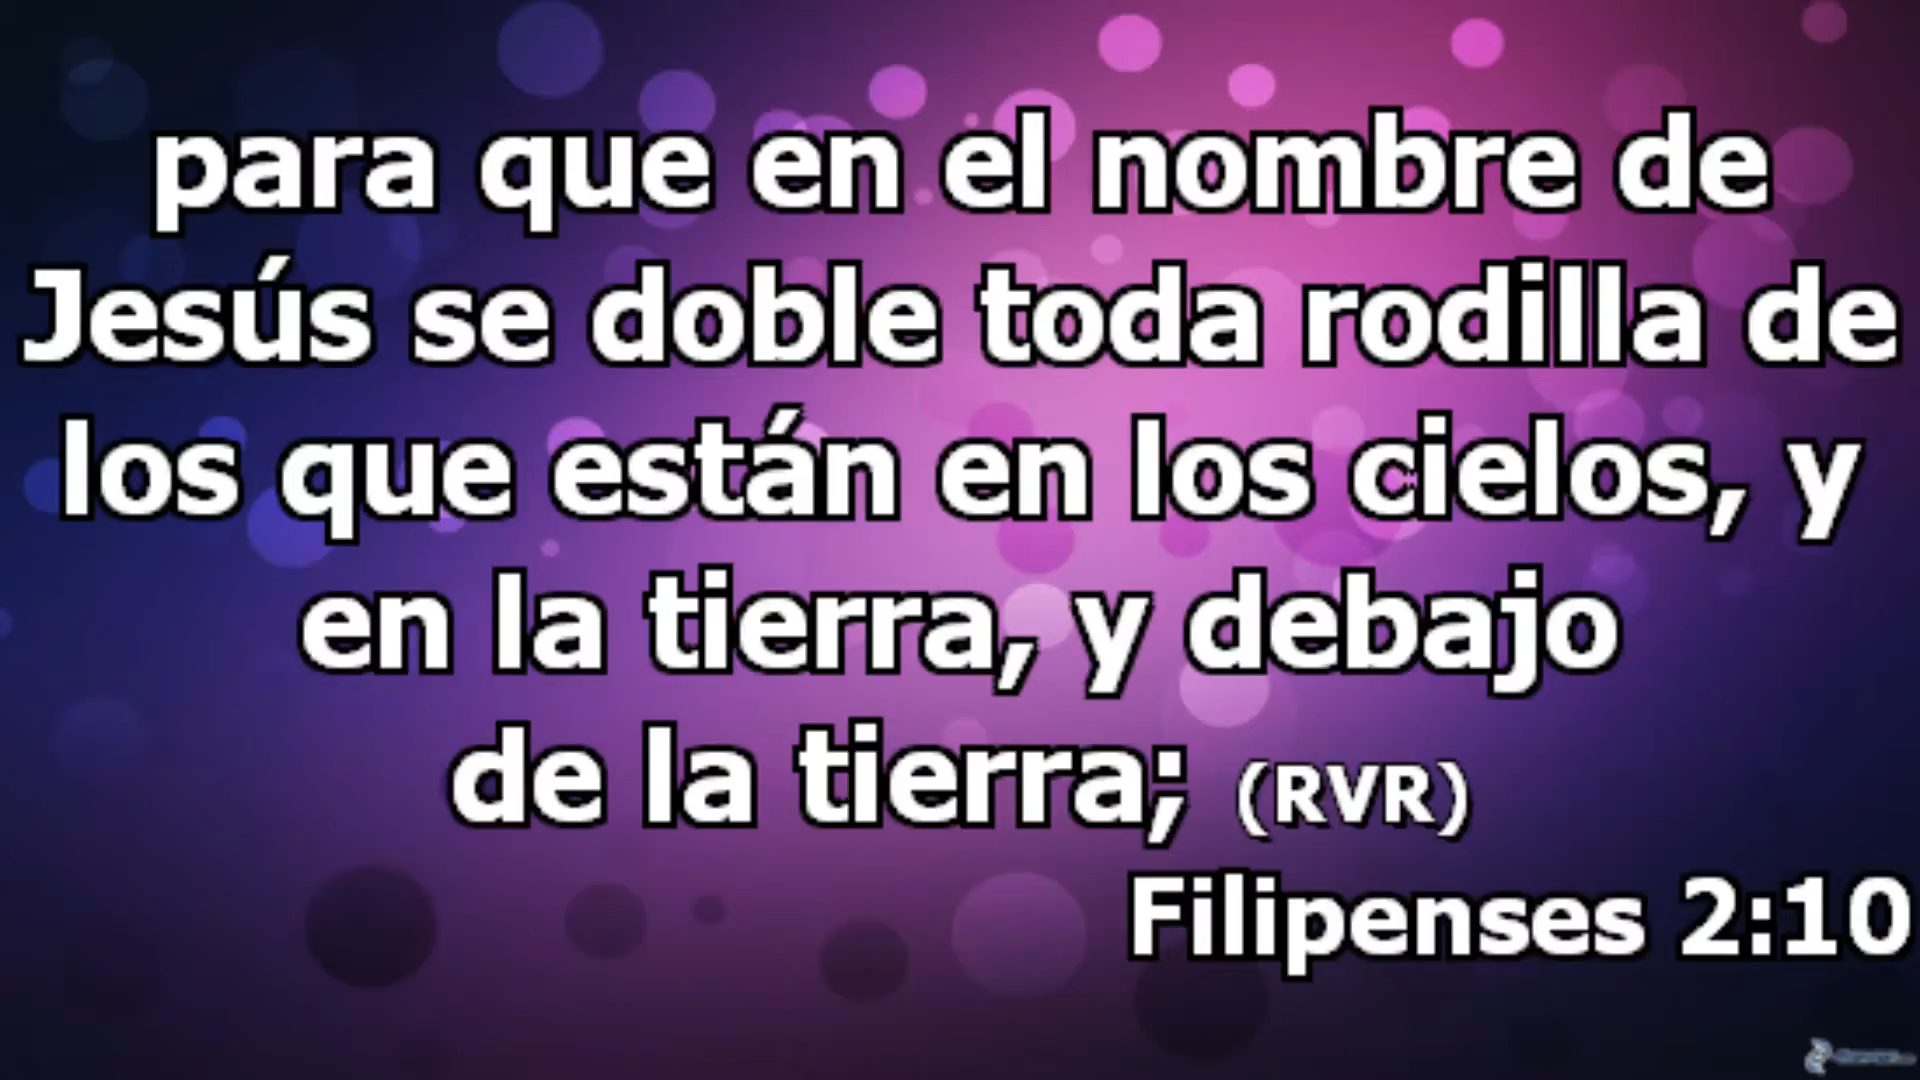 para que en el nombre de
Jesús se doble toda rodilla de
los que están en los cielos, y
en la tierra, y debajo
de la tierra; (RVR)
Filipenses 2:10